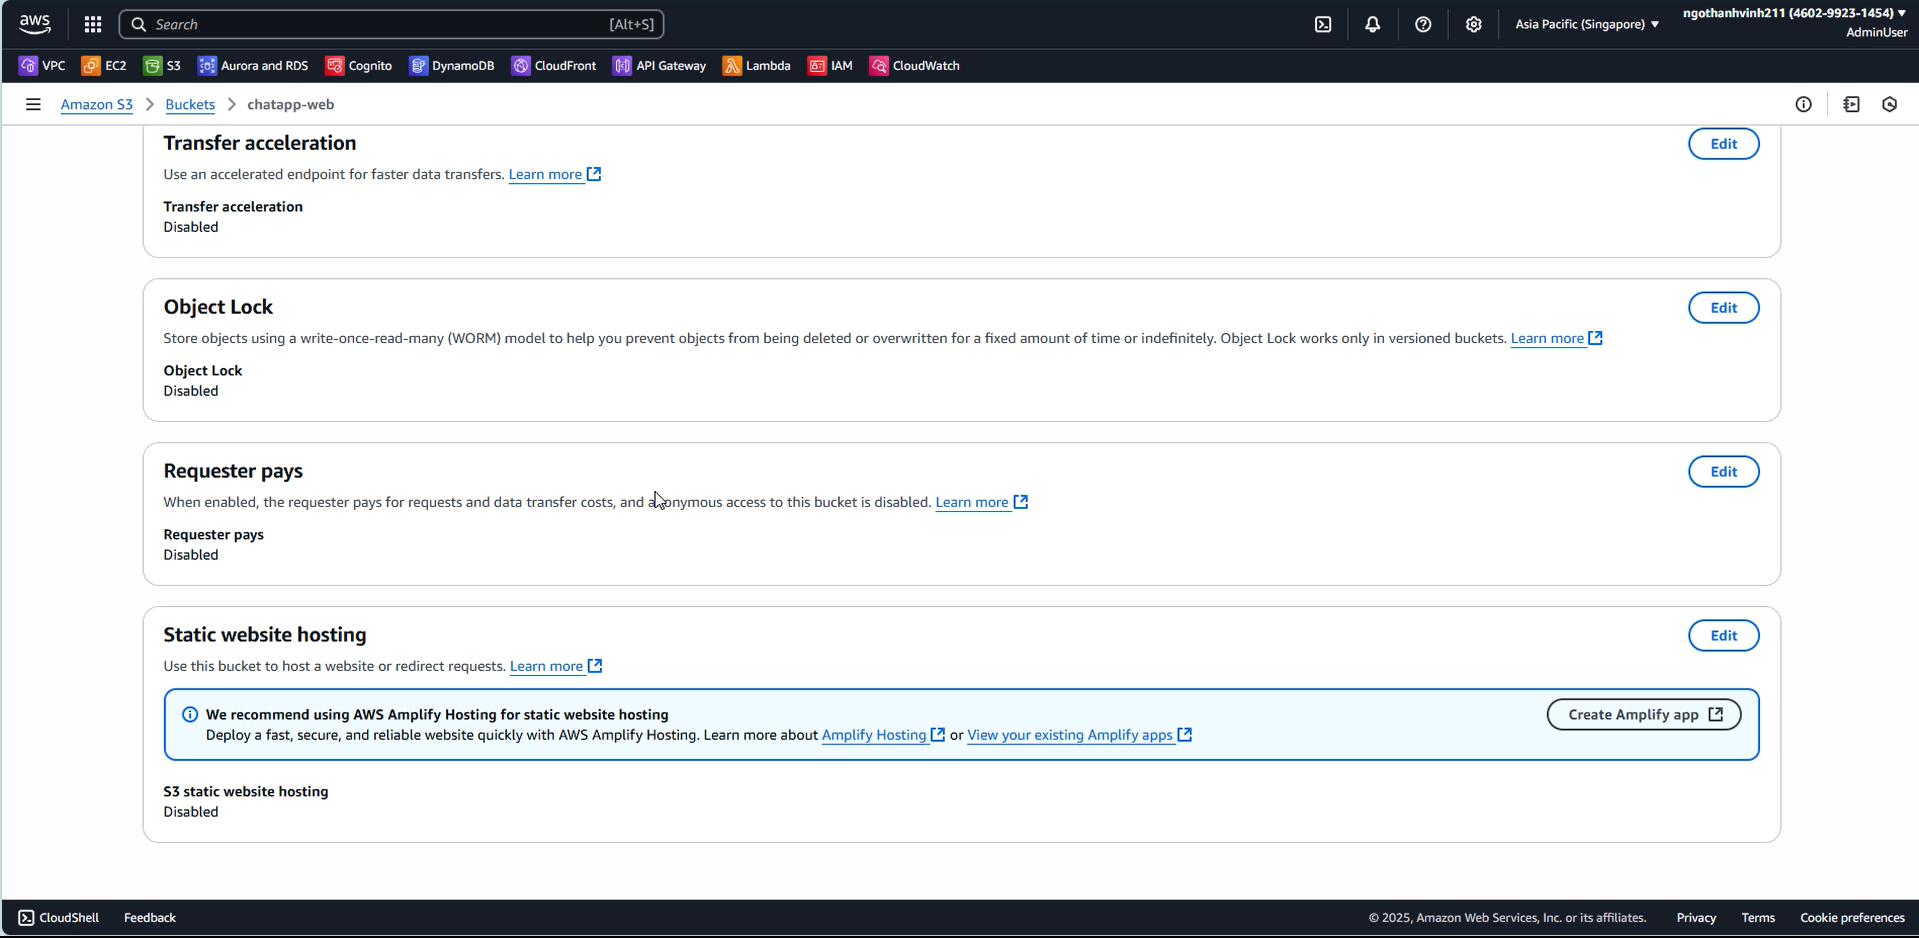 aws
Search [Alt+S]
Asia Pacific (Singapore)
ngothanhvinh211 (4602-9923-1454)
AdminUser
VPC EC2 S3 Aurora and RDS Cognito DynamoDB CloudFront API Gateway Lambda IAM CloudWatch
Amazon S3 > Buckets > chatapp-web
Transfer acceleration
Edit
Use an accelerated endpoint for faster data transfers. Learn more
Transfer acceleration
Disabled
Object Lock
Edit
Store objects using a write-once-read-many (WORM) model to help you prevent objects from being deleted or overwritten for a fixed amount of time or indefinitely. Object Lock works only in versioned buckets. Learn more
Object Lock
Disabled
Requester pays
Edit
When enabled, the requester pays for requests and data transfer costs, and anonymous access to this bucket is disabled. Learn more
Requester pays
Disabled
Static website hosting
Edit
Use this bucket to host a website or redirect requests. Learn more
We recommend using AWS Amplify Hosting for static website hosting
Create Amplify app
Deploy a fast, secure, and reliable website quickly with AWS Amplify Hosting. Learn more about Amplify Hosting or View your existing Amplify apps
S3 static website hosting
Disabled
CloudShell Feedback © 2025, Amazon Web Services, Inc. or its affiliates. Privacy Terms Cookie preferences